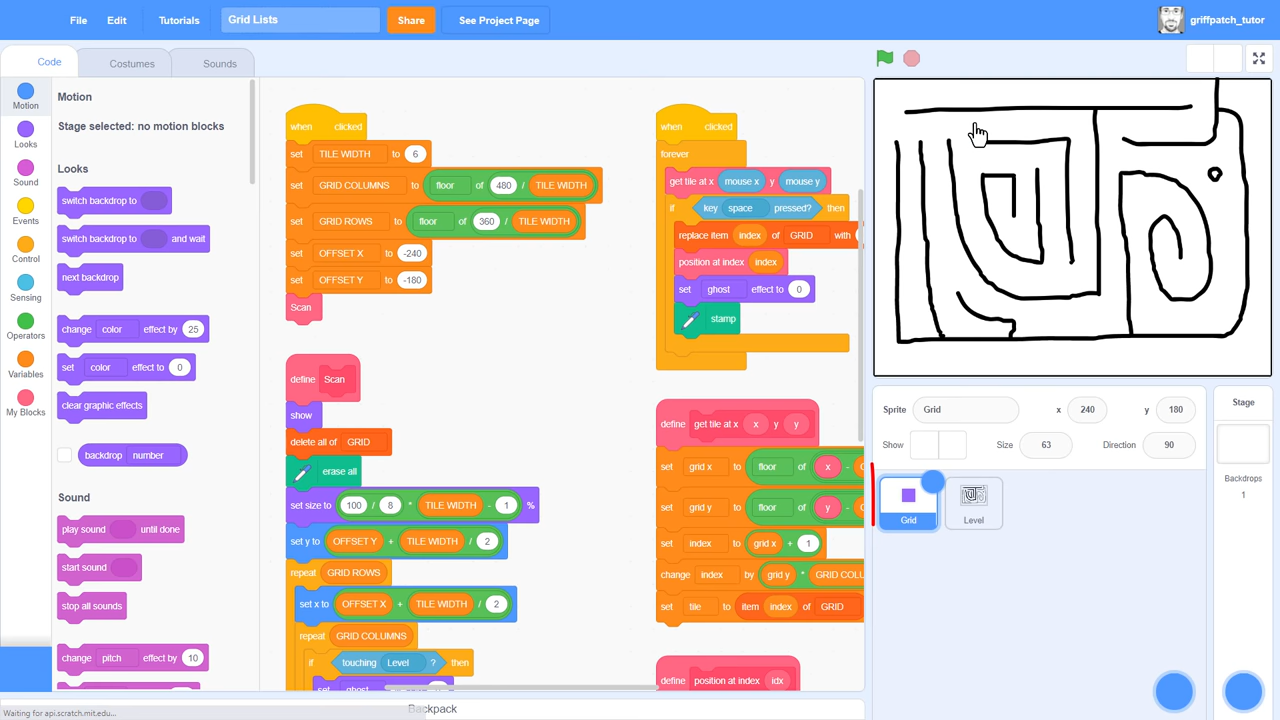 File Edit Tutorials Grid Lists Share See Project Page griffpatch_tutor
Code Costumes Sounds
Motion
Looks
Sound
Events
Control
Sensing
Operators
Variables
My Blocks
Motion
Stage selected: no motion blocks
Looks
switch backdrop to
switch backdrop to and wait
next backdrop
change color effect by 25
set color effect to 0
clear graphic effects
backdrop number
Sound
play sound until done
start sound
stop all sounds
change pitch effect by 10
when clicked
set TILE WIDTH to 6
set GRID COLUMNS to floor of 480 / TILE WIDTH
set GRID ROWS to floor of 360 / TILE WIDTH
set OFFSET X to -240
set OFFSET Y to -180
Scan
define Scan
show
delete all of GRID
erase all
set size to 100 / 8 * TILE WIDTH - 1 %
set y to OFFSET Y + TILE WIDTH / 2
repeat GRID ROWS
set x to OFFSET X + TILE WIDTH / 2
repeat GRID COLUMNS
if touching Level ? then
when clicked
forever
get tile at x mouse x y mouse y
if key space pressed? then
replace item index of GRID with
position at index index
set ghost effect to 0
stamp
define get tile at x x y y
set grid x to floor of x -
set grid y to floor of y -
set index to grid x + 1
change index by grid y * GRID COLU
set tile to item index of GRID
define position at index idx
Sprite Grid x 240 y 180
Show Size 63 Direction 90
Grid
Level
Stage
Backdrops
1
Backpack
Waiting for api.scratch.mit.edu...